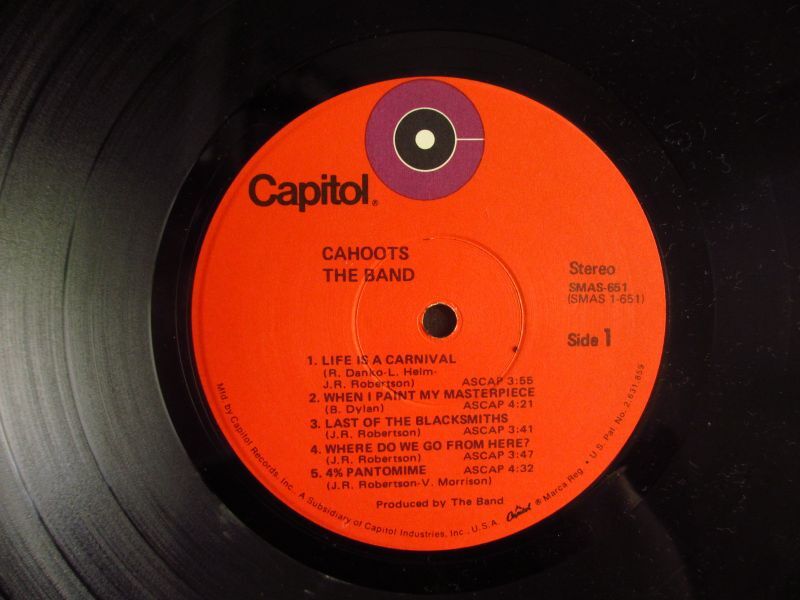 Capitol®
CAHOOTS
THE BAND
Stereo
SMAS-651
(SMAS 1-651)
Side 1
1. LIFE IS A CARNIVAL
(R. Danko-L. Helm-
J.R. Robertson) ASCAP 3:55
2. WHEN I PAINT MY MASTERPIECE
(B. Dylan) ASCAP 4:21
3. LAST OF THE BLACKSMITHS
(J.R. Robertson) ASCAP 3:41
4. WHERE DO WE GO FROM HERE?
(J.R. Robertson) ASCAP 3:47
5. 4% PANTOMIME ASCAP 4:32
(J.R. Robertson-V. Morrison)
Produced by The Band
Mfd. by Capitol Records, Inc., A Subsidiary of Capitol Industries, Inc., U.S.A. Capitol ® Marca Reg. • U.S. Pat. No. 2,631,859